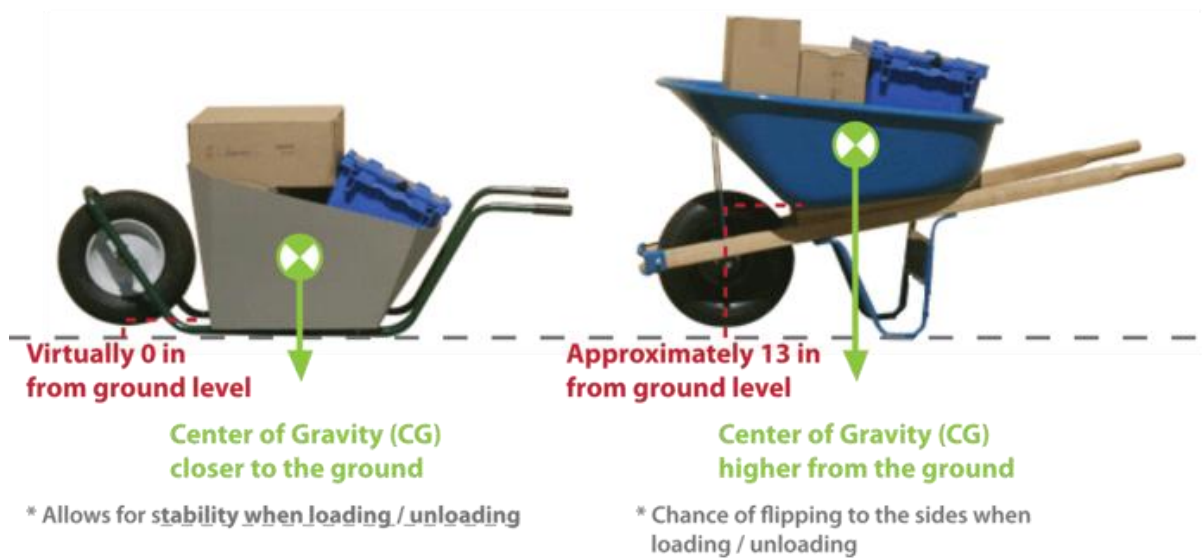 Virtually 0 in
from ground level
Center of Gravity (CG)
closer to the ground
* Allows for stability when loading / unloading
Approximately 13 in
from ground level
Center of Gravity (CG)
higher from the ground
* Chance of flipping to the sides when
loading / unloading